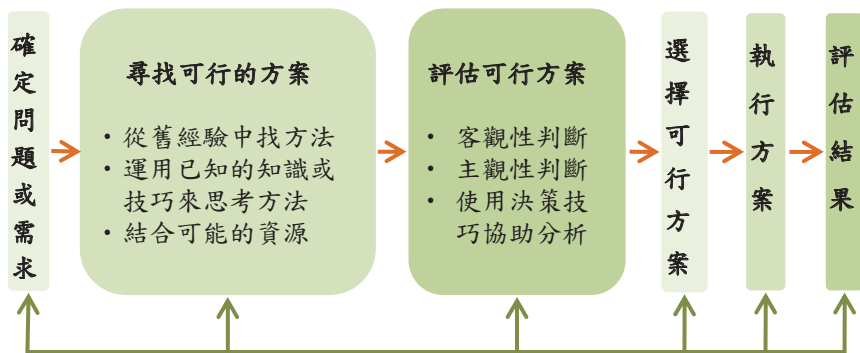 確定問題或需求
尋找可行的方案
• 從舊經驗中找方法
• 運用已知的知識或
技巧來思考方法
• 結合可能的資源
評估可行方案
• 客觀性判斷
• 主觀性判斷
• 使用決策技
巧協助分析
選擇可行方案
執行方案
評估結果